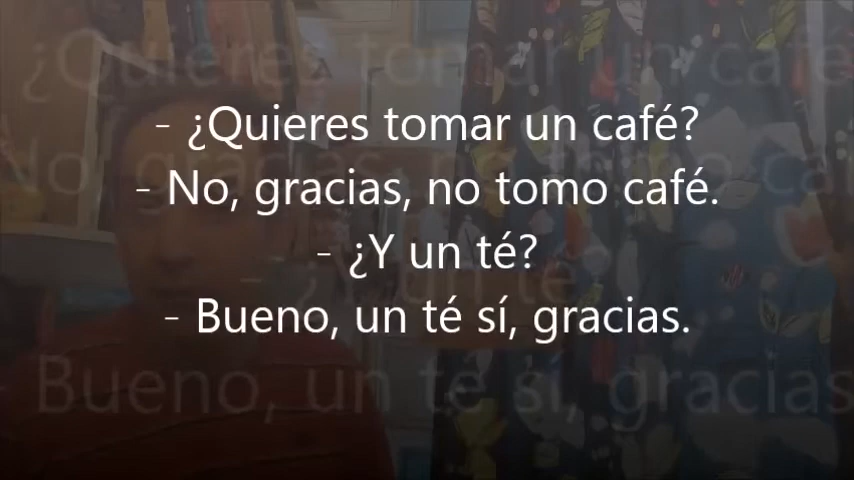 - ¿Quieres tomar un café?
- No, gracias, no tomo café.
- ¿Y un té?
- Bueno, un té sí, gracias.